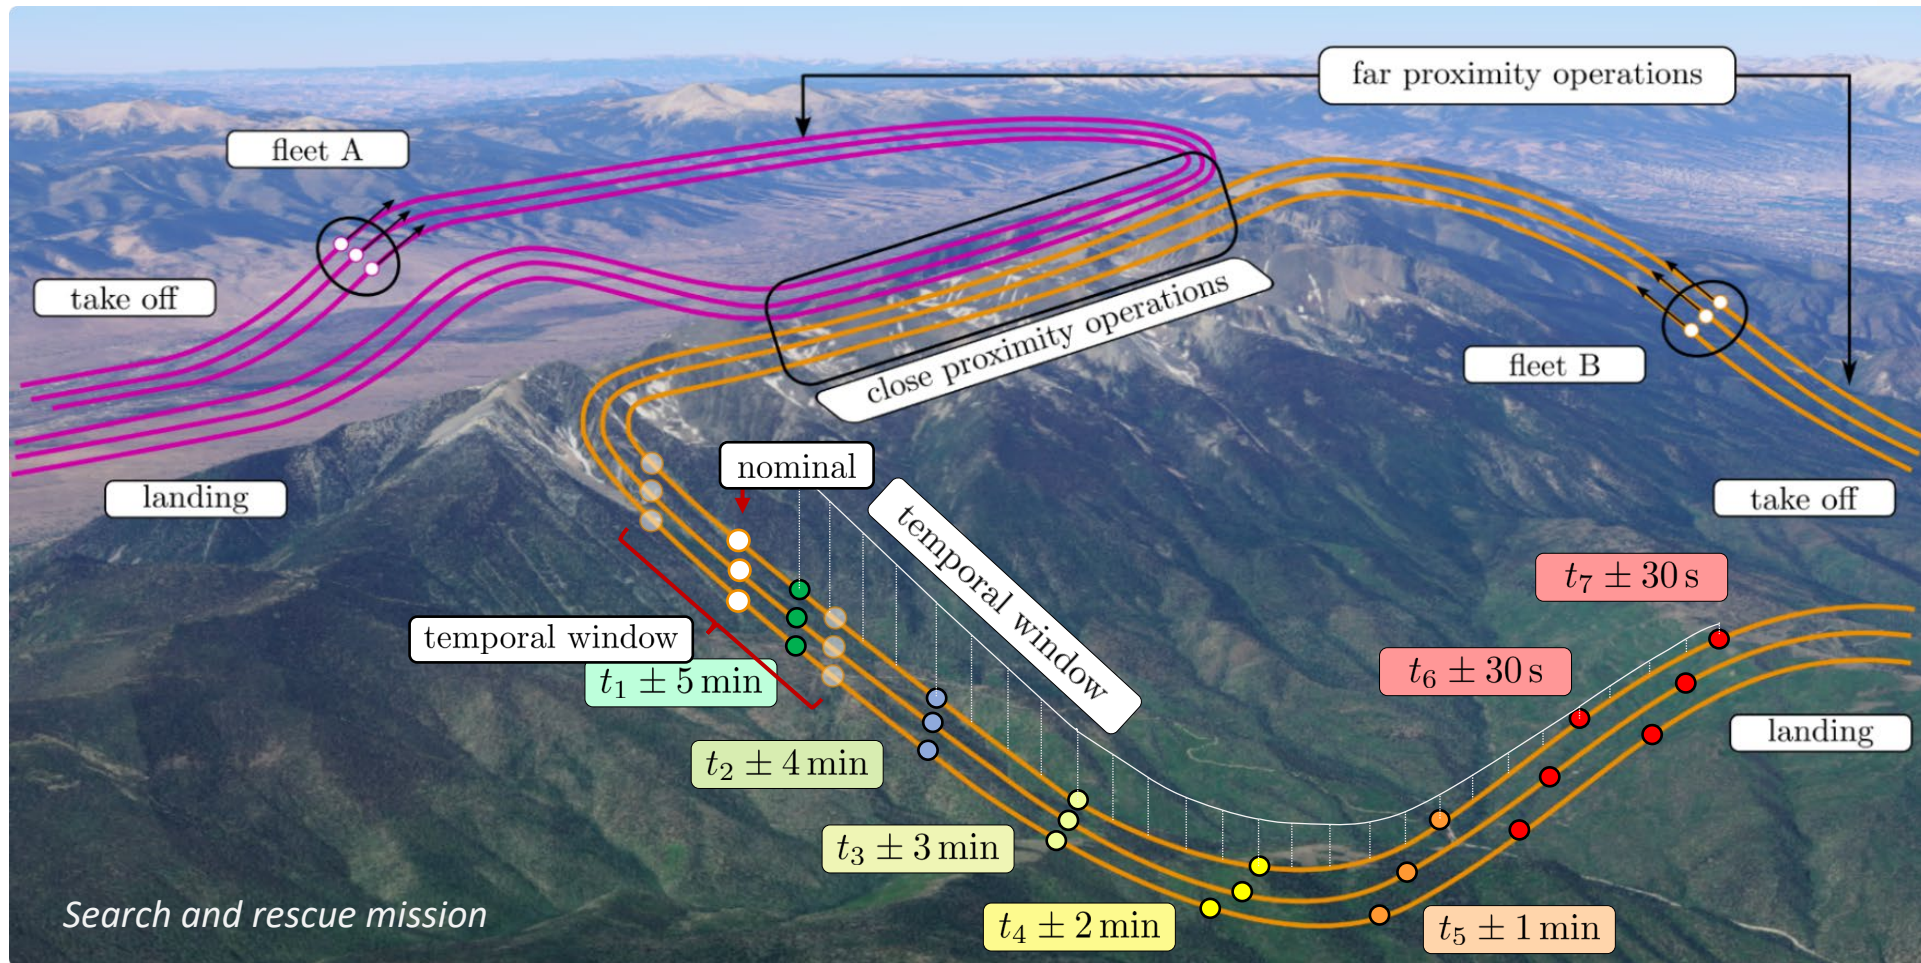 far proximity operations
fleet A
take off
close proximity operations
fleet B
landing
nominal
take off
temporal window
t₇ ± 30 s
temporal window
t₆ ± 30 s
t₁ ± 5 min
landing
t₂ ± 4 min
t₃ ± 3 min
Search and rescue mission
t₄ ± 2 min
t₅ ± 1 min